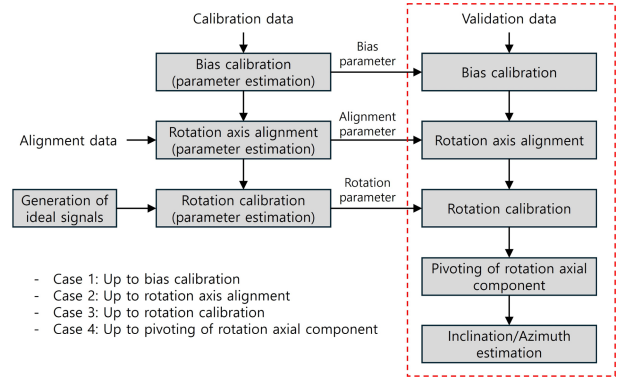 Calibration data
Validation data
Bias calibration
(parameter estimation)
Bias
parameter
Bias calibration
Alignment data
Rotation axis alignment
(parameter estimation)
Alignment
parameter
Rotation axis alignment
Generation of
ideal signals
Rotation calibration
(parameter estimation)
Rotation
parameter
Rotation calibration
Pivoting of rotation axial
component
Inclination/Azimuth
estimation
- Case 1: Up to bias calibration
- Case 2: Up to rotation axis alignment
- Case 3: Up to rotation calibration
- Case 4: Up to pivoting of rotation axial component